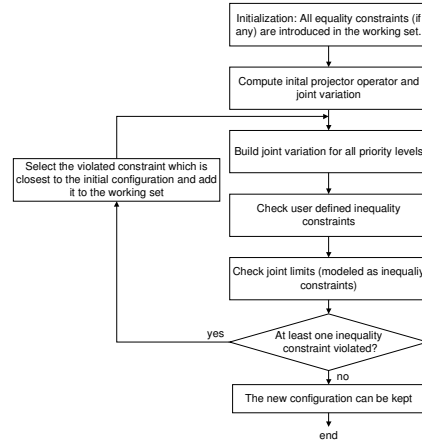 Initialization: All equality constraints (if
any) are introduced in the working set.
Compute inital projector operator and
joint variation
Build joint variation for all priority levels
Select the violated constraint which is
closest to the initial configuration and add
it to the working set
Check user defined inequality
constraints
Check joint limits (modeled as inequality
constraints)
yes
At least one inequality
constraint violated?
no
The new configuration can be kept
end